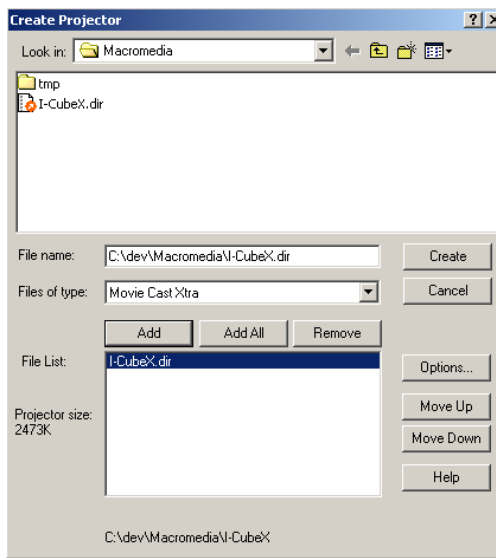 Create Projector
Look in: Macromedia
tmp
I-CubeX.dir
File name: C:\dev\Macromedia\I-CubeX.dir Create
Files of type: Movie Cast Xtra Cancel
Add Add All Remove
File List: I-CubeX.dir Options...
Projector size:
2473K
Move Up
Move Down
Help
C:\dev\Macromedia\I-CubeX